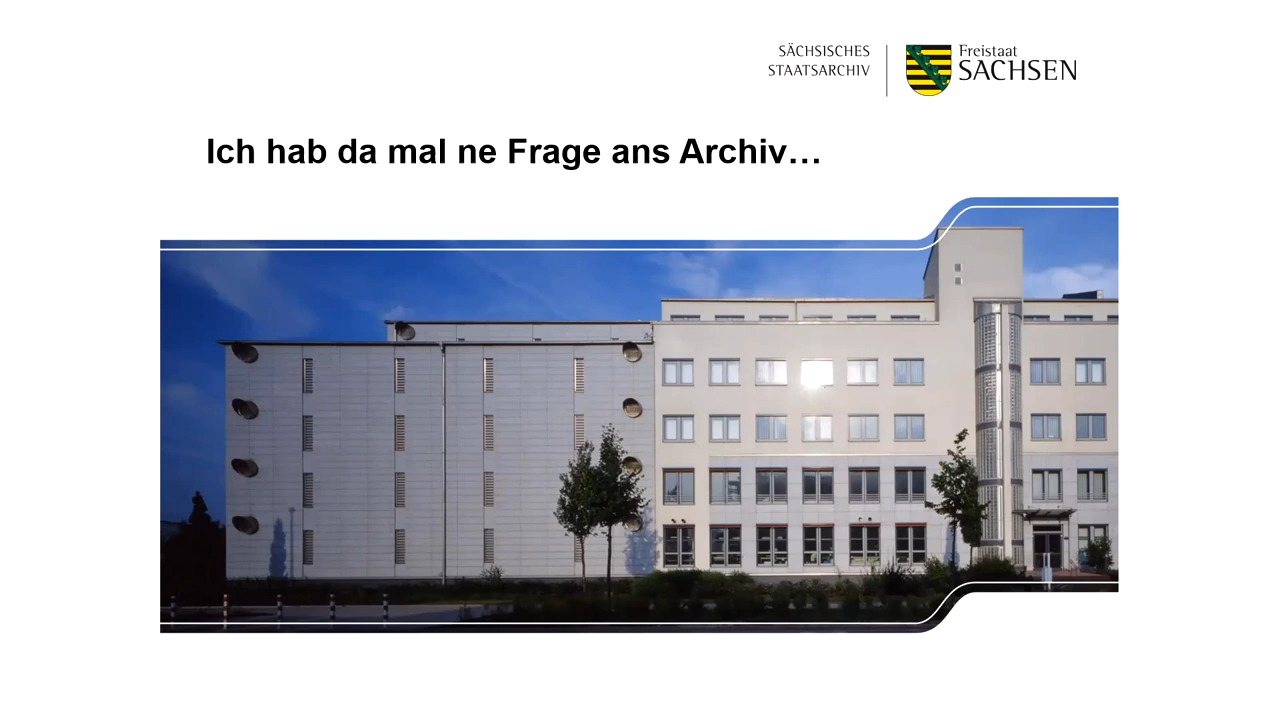 SÄCHSISCHES
STAATSARCHIV
Freistaat
SACHSEN
Ich hab da mal ne Frage ans Archiv…